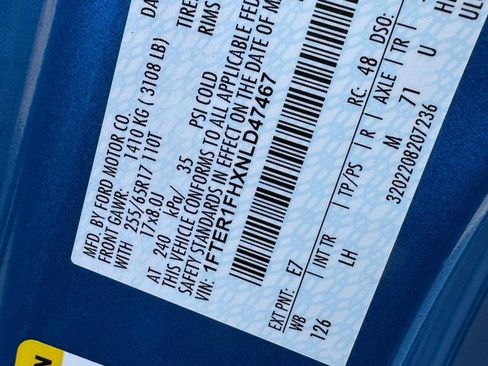 MFD. BY FORD MOTOR CO.
DA
FRONT GAWR: 1410 KG ( 3108 LB)
TIRE
WITH 255/65R17 110T
RIMS
17x8.0J
AT 240 kPa/ 35 PSI COLD
THIS VEHICLE CONFORMS TO ALL APPLICABLE FEDE
SAFETY STANDARDS IN EFFECT ON THE DATE OF M
VIN: 1FTER1FHXNLD47467
EXT PNT: E7 RC: 48 DSO:
WB INT TR TP/PS R AXLE TR
126 LH M 71 U
3202208207236